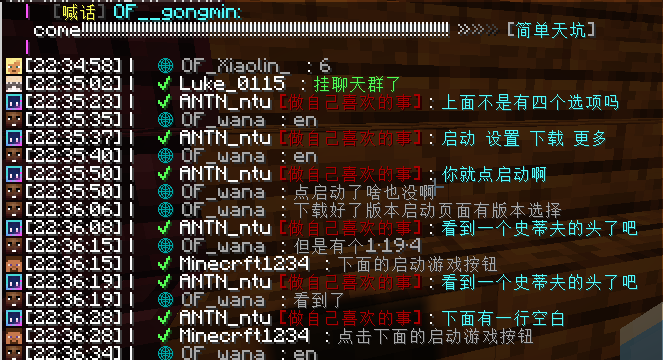 [喊话] OF__gongmin:
come!!!!!!!!!!!!!!!!!!!!!!!!!!!!!!!!!!!!!!!!!!!!!!!!!!!!!!!!!!!!!!!!!!!!!!!!!!!!!!!! >>>> [简单天坑]
[22:34:58] | OF_Xiaolin_ : 6
[22:35:02] | ✔ Luke_0115 : 挂聊天群了
[22:35:33] | ✔ ANTN_ntu [做自己喜欢的事] : 上面不是有四个选项吗
[22:35:35] | OF_wana : en
[22:35:37] | ✔ ANTN_ntu [做自己喜欢的事] : 启动 设置 下载 更多
[22:35:40] | OF_wana : en
[22:35:50] | ✔ ANTN_ntu [做自己喜欢的事] : 你就点启动啊
[22:35:50] | OF_wana : 点启动了啥也没啊
[22:36:06] | OF_wana : 下载好了版本启动页面有版本选择
[22:36:08] | ✔ ANTN_ntu [做自己喜欢的事] : 看到一个史蒂夫的头了吧
[22:36:15] | OF_wana : 但是有个1.19.4
[22:36:15] | ✔ Minecrft1234 : 下面的启动游戏按钮
[22:36:19] | ✔ ANTN_ntu [做自己喜欢的事] : 看到一个史蒂夫的头了吧
[22:36:19] | OF_wana : 看到了
[22:36:28] | ✔ ANTN_ntu [做自己喜欢的事] : 下面有一行空白
[22:36:28] | ✔ Minecrft1234 : 点击下面的启动游戏按钮
[22:36:34] | OF_wana : en